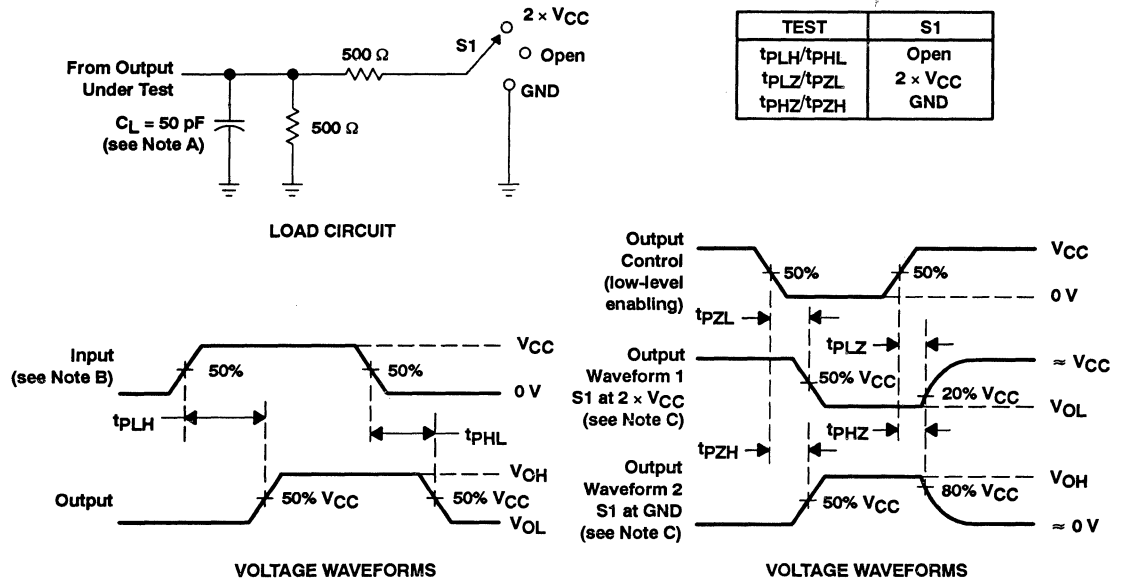 2 × VCC
S1
500 Ω
Open
From Output
Under Test
GND
CL = 50 pF
(see Note A)
500 Ω
LOAD CIRCUIT
TEST S1
tPLH/tPHL Open
tPLZ/tPZL 2 × VCC
tPHZ/tPZH GND
Input
(see Note B)
50%
50%
VCC
0 V
tPLH
tPHL
Output
50% VCC
50% VCC
VOH
VOL
VOLTAGE WAVEFORMS
Output
Control
(low-level
enabling)
50%
50%
VCC
0 V
tPZL
tPLZ
Output
Waveform 1
S1 at 2 × VCC
(see Note C)
50% VCC
20% VCC
≈ VCC
VOL
tPHZ
tPZH
Output
Waveform 2
S1 at GND
(see Note C)
50% VCC
80% VCC
VOH
≈ 0 V
VOLTAGE WAVEFORMS